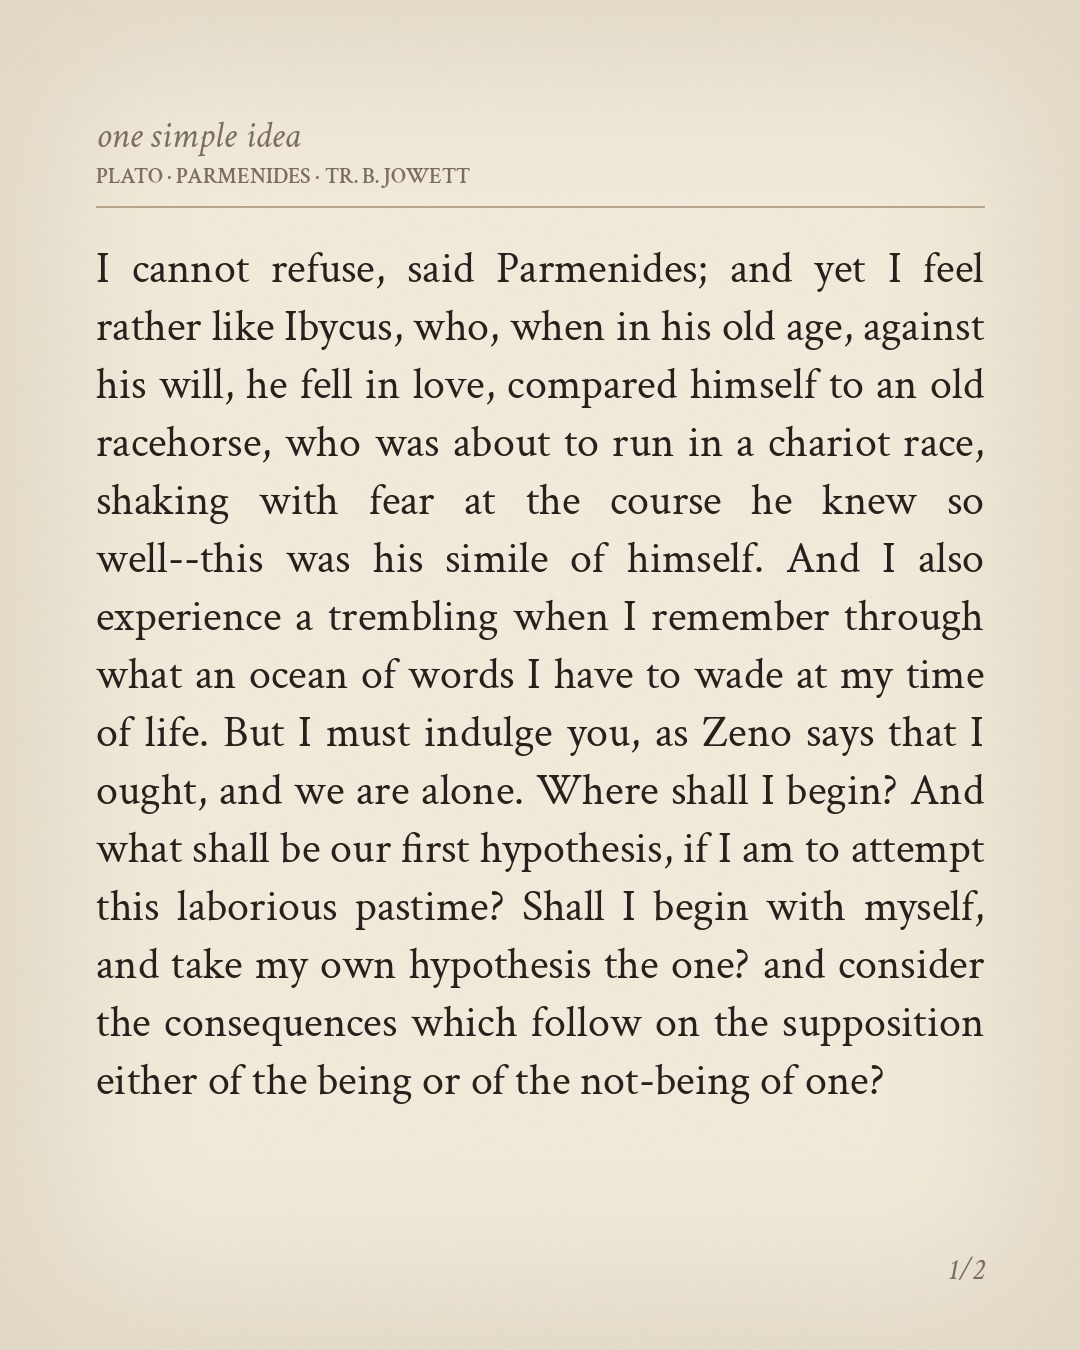 one simple idea
PLATO · PARMENIDES · TR. B. JOWETT
I cannot refuse, said Parmenides; and yet I feel
rather like Ibycus, who, when in his old age, against
his will, he fell in love, compared himself to an old
racehorse, who was about to run in a chariot race,
shaking with fear at the course he knew so
well--this was his simile of himself. And I also
experience a trembling when I remember through
what an ocean of words I have to wade at my time
of life. But I must indulge you, as Zeno says that I
ought, and we are alone. Where shall I begin? And
what shall be our first hypothesis, if I am to attempt
this laborious pastime? Shall I begin with myself,
and take my own hypothesis the one? and consider
the consequences which follow on the supposition
either of the being or of the not-being of one?
1/2